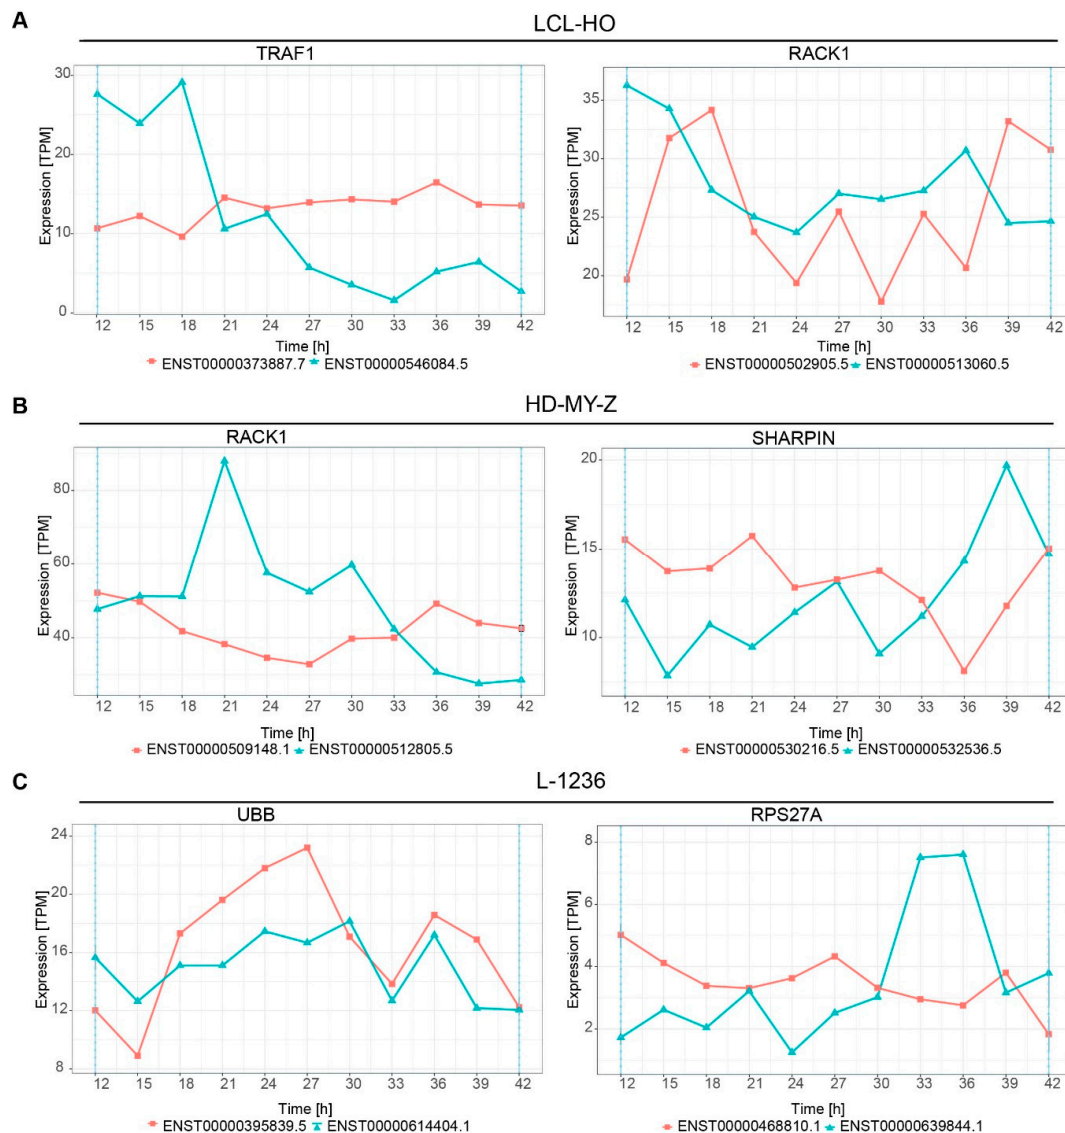 A
LCL-HO
TRAF1
RACK1
Expression [TPM]
30
20
10
0
12 15 18 21 24 27 30 33 36 39 42
Time [h]
ENST00000373887.7 ENST00000546084.5
Expression [TPM]
35
30
25
20
12 15 18 21 24 27 30 33 36 39 42
Time [h]
ENST00000502905.5 ENST00000513060.5
B
HD-MY-Z
RACK1
SHARPIN
Expression [TPM]
80
60
40
12 15 18 21 24 27 30 33 36 39 42
Time [h]
ENST00000509148.1 ENST00000512805.5
Expression [TPM]
20
15
10
12 15 18 21 24 27 30 33 36 39 42
Time [h]
ENST00000530216.5 ENST00000532536.5
C
L-1236
UBB
RPS27A
Expression [TPM]
24
20
16
12
8
12 15 18 21 24 27 30 33 36 39 42
Time [h]
ENST00000395839.5 ENST00000614404.1
Expression [TPM]
8
6
4
2
12 15 18 21 24 27 30 33 36 39 42
Time [h]
ENST00000468810.1 ENST00000639844.1